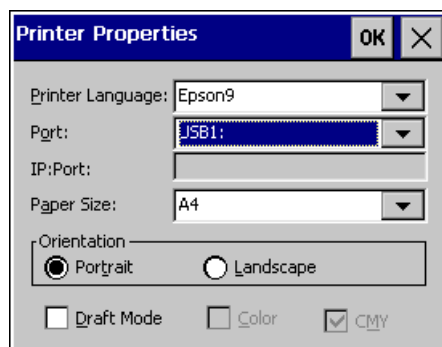 Printer Properties OK
Printer Language: Epson9
Port: JSB1:
IP:Port:
Paper Size: A4
Orientation
Portrait Landscape
Draft Mode Color CMY